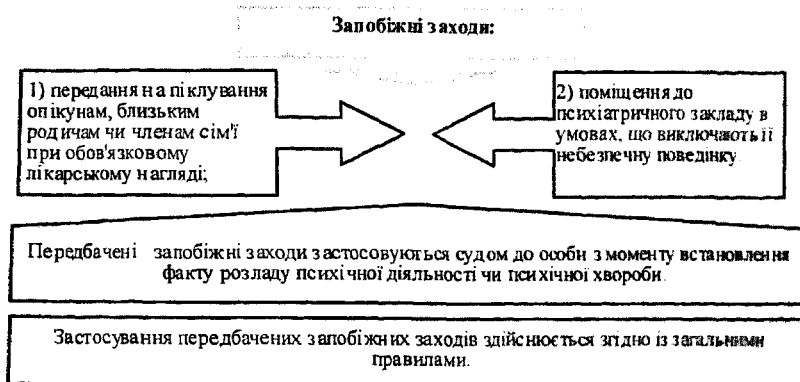 Запобіжні заходи:
1) передання на піклування
опікунам, близьким
родичам чи членам сім'ї
при обов'язковому
лікарському нагляді;
2) поміщення до
психіатричного закладу в
умовах, що виключають її
небезпечну поведінку
Передбачені запобіжні заходи застосовуються судом до особи з моменту встановлення
факту розладу психічної діяльності чи психічної хвороби.
Застосування передбачених запобіжних заходів здійснюється згідно із загальними
правилами.